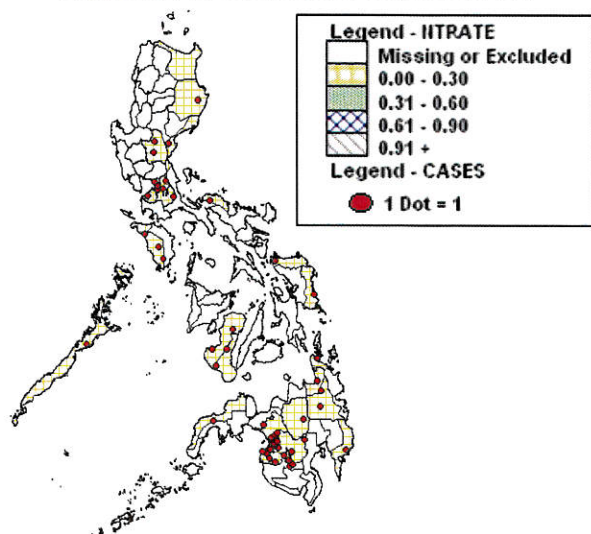 Legend - NTRATE
Missing or Excluded
0.00 - 0.30
0.31 - 0.60
0.61 - 0.90
0.91 +
Legend - CASES
1 Dot = 1